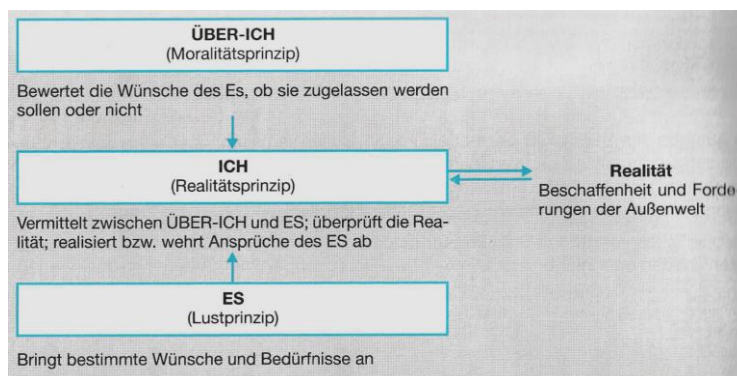 ÜBER-ICH
(Moralitätsprinzip)
Bewertet die Wünsche des Es, ob sie zugelassen werden
sollen oder nicht
ICH
(Realitätsprinzip)
Realität
Beschaffenheit und Forde
rungen der Außenwelt
Vermittelt zwischen ÜBER-ICH und ES; überprüft die Rea-
lität; realisiert bzw. wehrt Ansprüche des ES ab
ES
(Lustprinzip)
Bringt bestimmte Wünsche und Bedürfnisse an